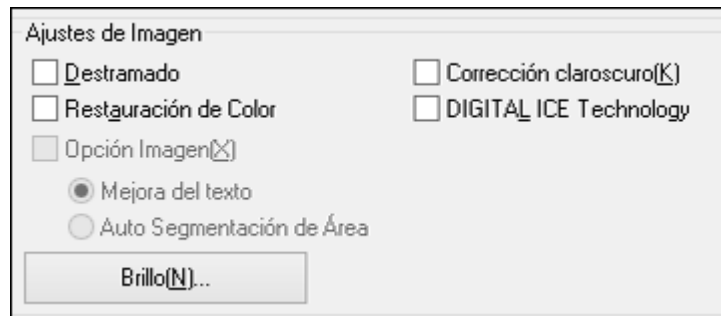 Ajustes de Imagen
Destramado
Corrección claroscuro(K)
Restauración de Color
DIGITAL ICE Technology
Opción Imagen(X)
Mejora del texto
Auto Segmentación de Área
Brillo(N)...